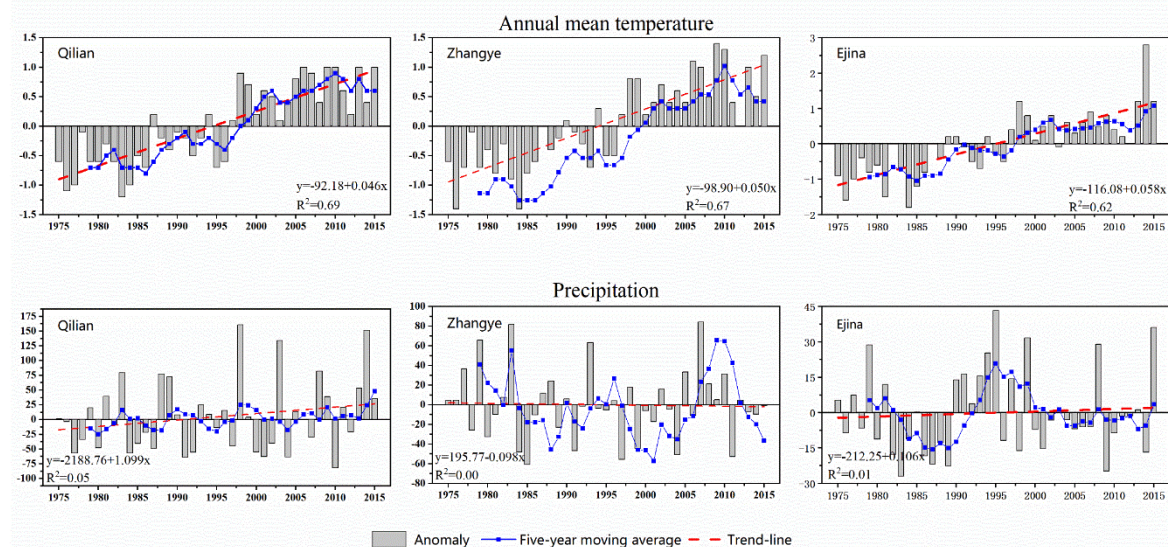 Annual mean temperature
Qilian
1.5
1.0
0.5
0.0
-0.5
-1.0
-1.5
y=-92.18+0.046x
R²=0.69
1975 1980 1985 1990 1995 2000 2005 2010 2015
Zhangye
1.5
1.0
0.5
0.0
-0.5
-1.0
-1.5
y=-98.90+0.050x
R²=0.67
1975 1980 1985 1990 1995 2000 2005 2010 2015
Ejina
3
2
1
0
-1
-2
y=-116.08+0.058x
R²=0.62
1975 1980 1985 1990 1995 2000 2005 2010 2015
Precipitation
Qilian
175
150
125
100
75
50
25
0
-25
-50
-75
-100
y=-2188.76+1.099x
R²=0.05
1975 1980 1985 1990 1995 2000 2005 2010 2015
Zhangye
100
80
60
40
20
0
-20
-40
-60
-80
y=195.77-0.098x
R²=0.00
1975 1980 1985 1990 1995 2000 2005 2010 2015
Ejina
45
30
15
0
-15
-30
y=-212.25+0.106x
R²=0.01
1975 1980 1985 1990 1995 2000 2005 2010 2015
Anomaly Five-year moving average Trend-line